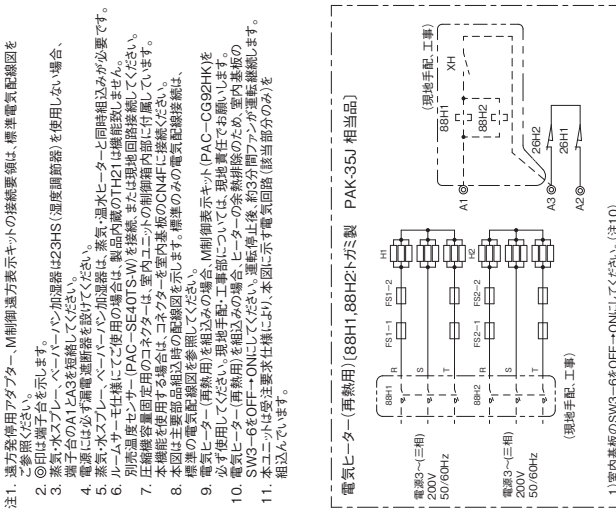 注1. 遠方発停用アダプター、M制御遠方表示キットの接続要領は、標準電気配線図を
ご参照ください。
2. ◎印は端子台を示します。
3. 蒸気・水スプレー、ペーパーパン加湿器は23HS(湿度調節器)を使用しない場合、
端子台のA1とA3を短絡してください。
4. 電源には必ず漏電遮断器を設けてください。
5. 蒸気・水スプレー、ペーパーパン加湿器は、蒸気・温水ヒーターと同時組込みが必要です。
6. ルームサーモ仕様にてご使用の場合は、製品内蔵のTH21は機能致しません。
別売温度センサー(PAC-SE40TS-W)を接続、または現地回路接続してください。
7. 圧縮機容量固定用のコネクターは、室内ユニットの制御箱内部に付属しています。
本機能を使用する場合は、コネクターを室内基板のCN4Fに接続ください。
8. 本図は主要部品組込時の配線図を示します。標準のみの電気配線接続は、
標準の電気配線図を参照してください。
9. 電気ヒーター(再熱用)を組込みの場合、M制御表示キット(PAC-CG92HK)を
必ず使用してください。現地手配・工事部については、現地責任でお願いします。
10. 電気ヒーター(再熱用)を組込みの場合、ヒーターの余熱排除のため、室内基板の
SW3-6をOFF→ONにしてください。運転停止後、約3分間ファンが運転継続します。
11. 本ユニットは受注要求仕様により、本図に示す電気回路(該当部分のみ)を
組込んでいます。
電気ヒーター(再熱用)[88H1,88H2:トガミ製 PAK-35J 相当品]
(現地手配、工事)
88H1
XH
88H2
A1
26H2
26H1
A3
A2
88H1
R
S
T
FS1-1
FS1-2
H1
電源3~(三相)
200V
50/60Hz
88H2
R
S
T
FS2-1
FS2-2
H2
電源3~(三相)
200V
50/60Hz
(現地手配、工事)
1)室内基板のSW3-6をOFF→ONにしてください。(注10)